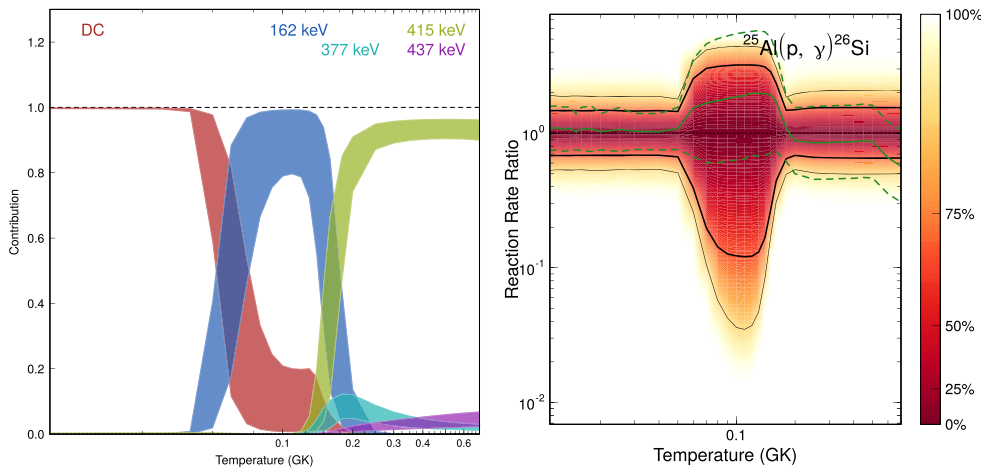 DC 162 keV 415 keV
377 keV 437 keV
1.2
1.0
0.8
0.6
0.4
0.2
0.0
Contribution
0.1 0.2 0.3 0.4 0.6
Temperature (GK)
²⁵Al(p, γ)²⁶Si
10⁰
10⁻¹
10⁻²
Reaction Rate Ratio
0.1
Temperature (GK)
100%
75%
50%
25%
0%